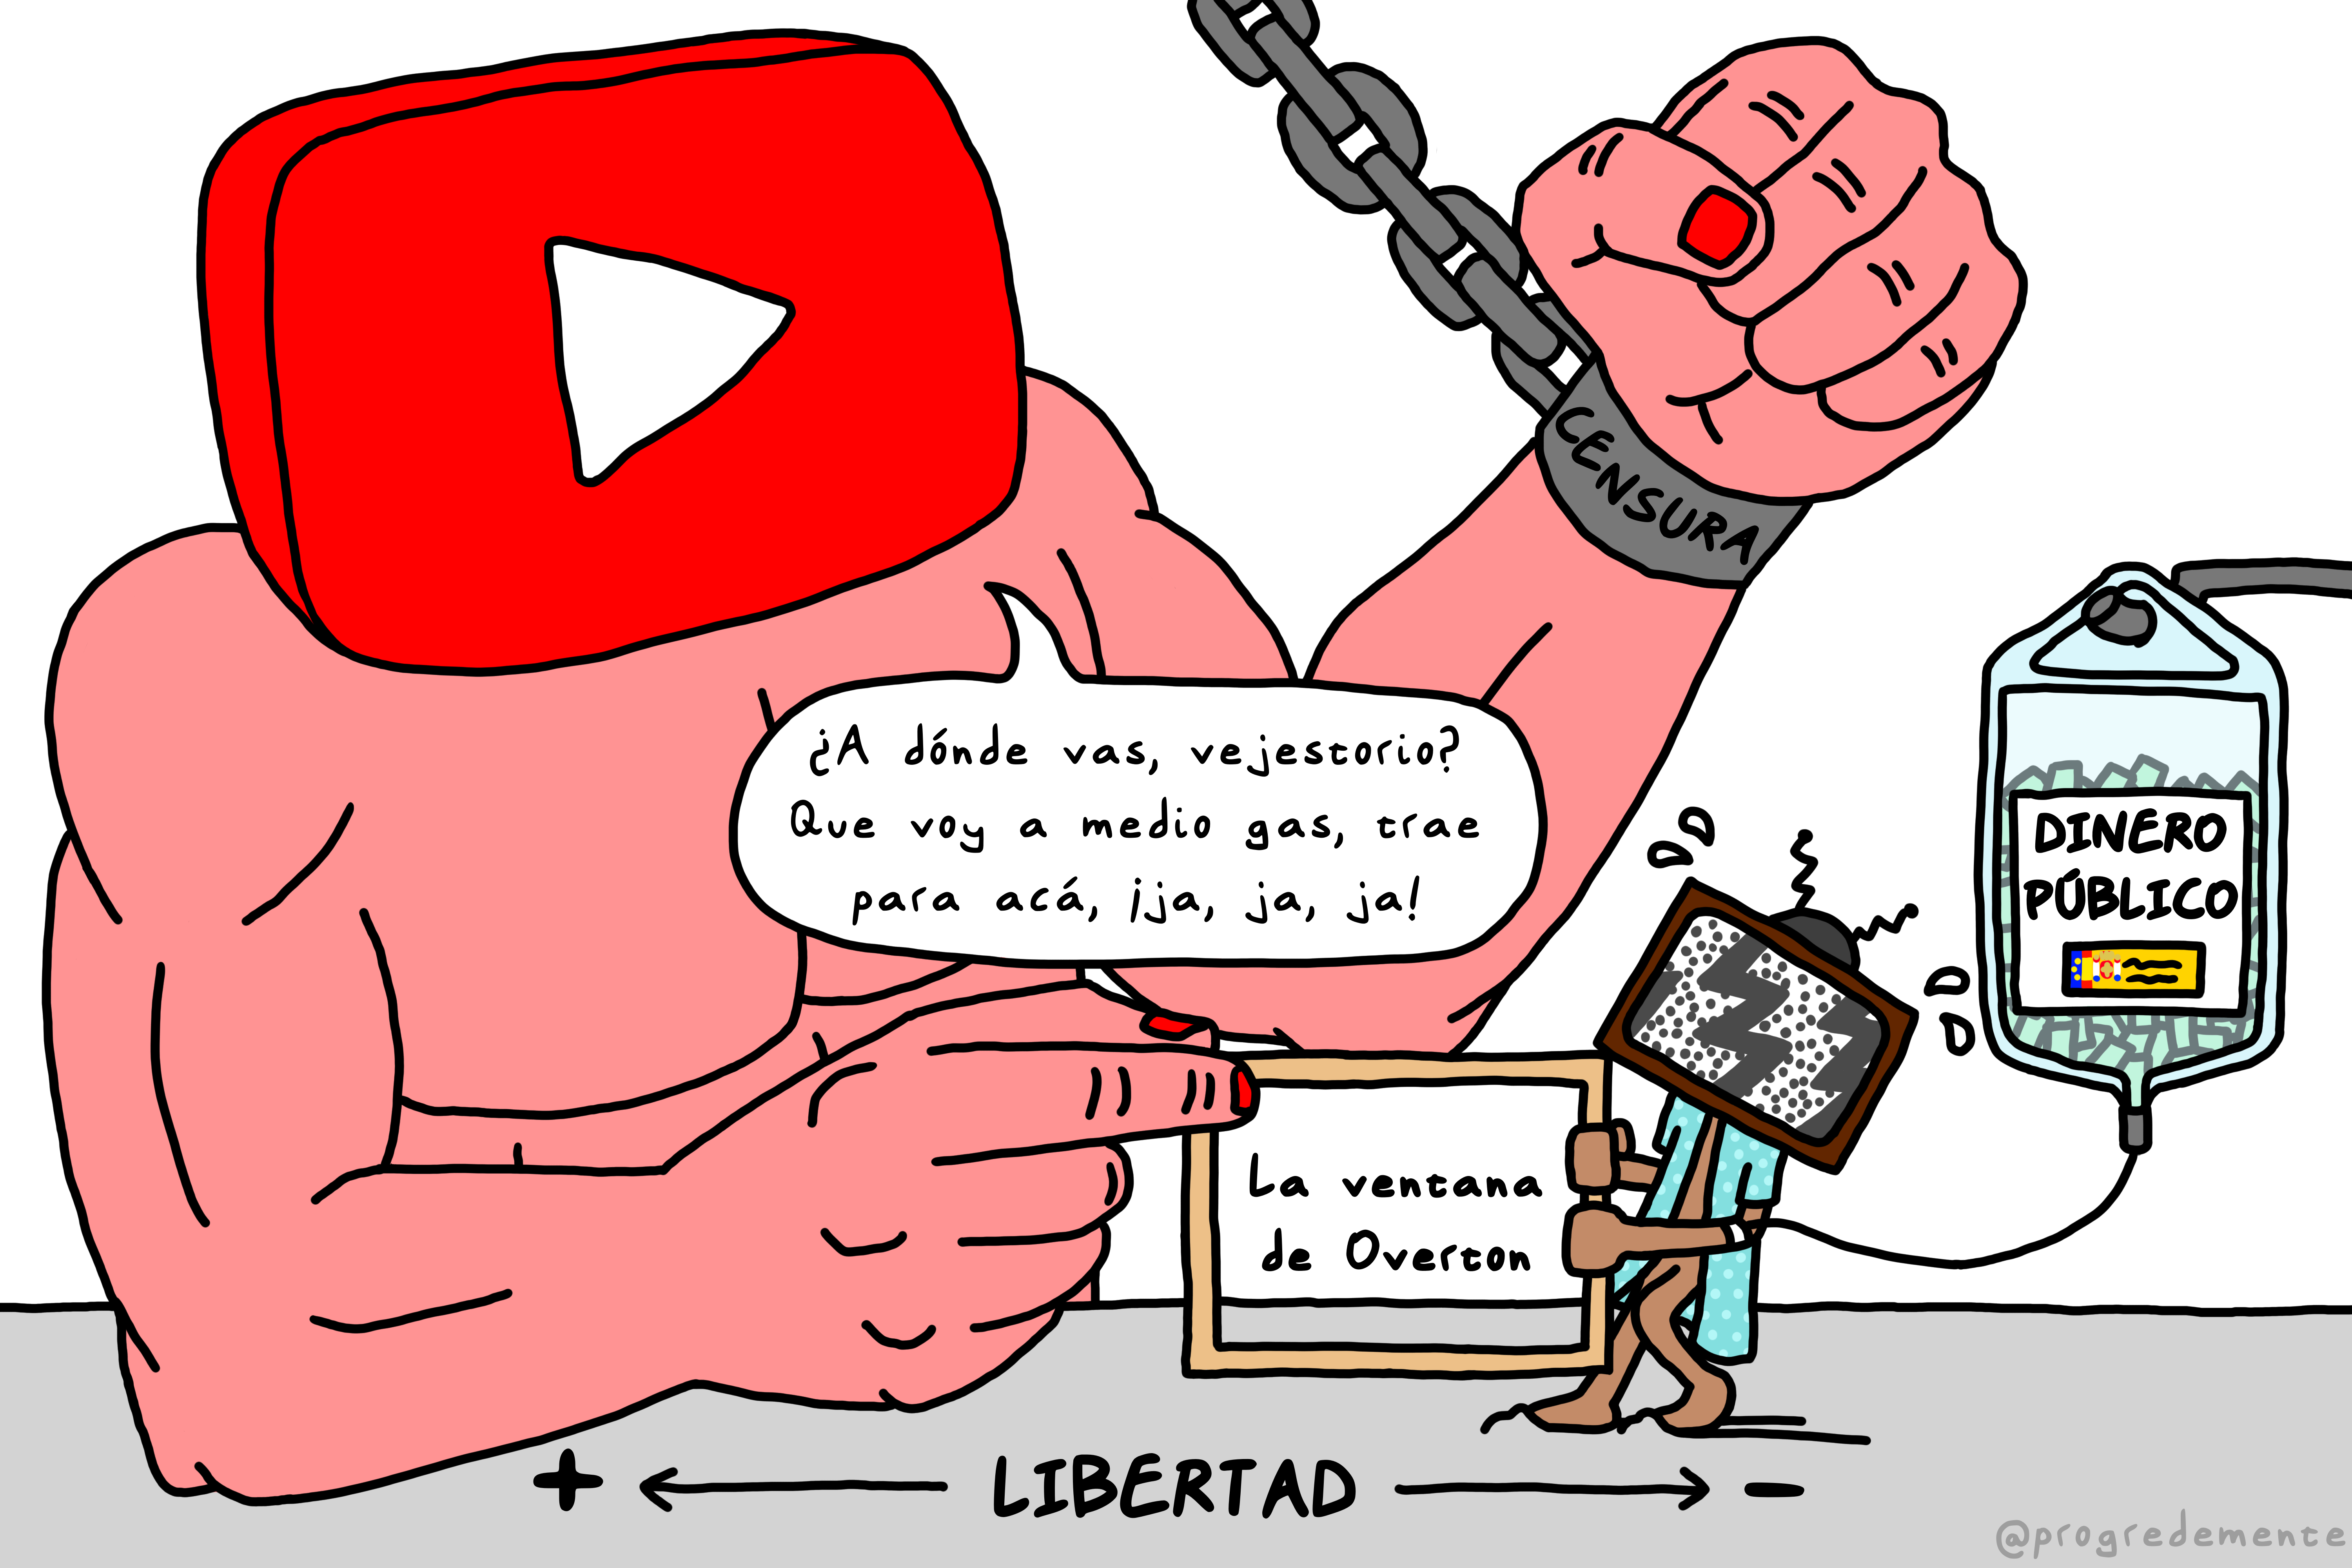 CENSURA
¿A dónde vas, vejestorio?
Que voy a medio gas, trae
para acá, ¡ja, ja, ja!
DINERO
PÚBLICO
La ventana
de Overton
+ ← LIBERTAD → -
@progredemente